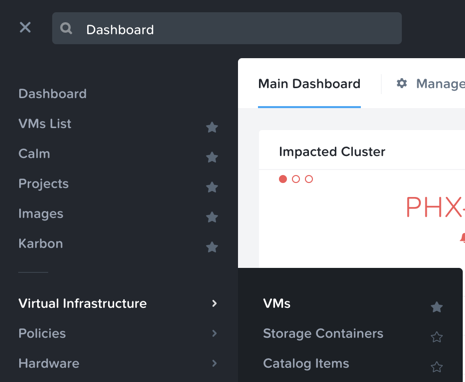 Dashboard
Main Dashboard
Manage
Dashboard
VMs List
Calm
Projects
Images
Karbon
Impacted Cluster
PHX-
Virtual Infrastructure
Policies
Hardware
VMs
Storage Containers
Catalog Items